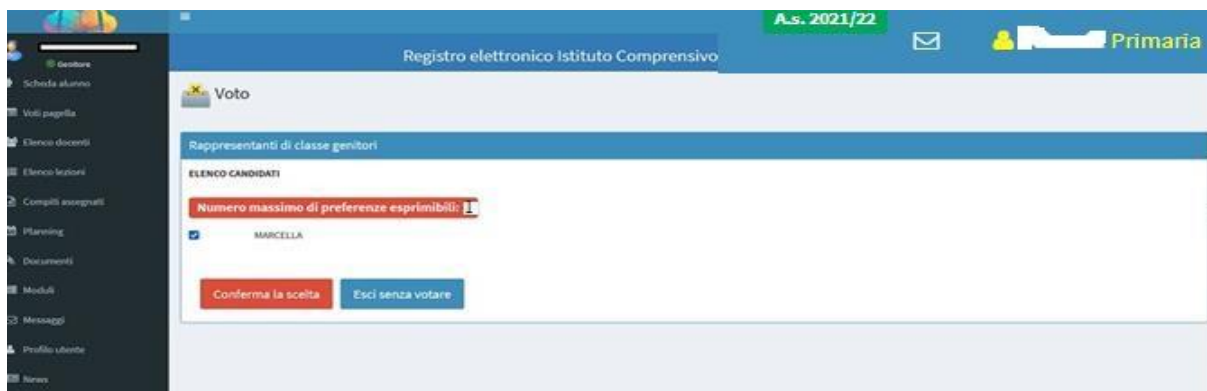 A.s. 2021/22
Primaria
Registro elettronico Istituto Comprensivo
Genitore
Scheda alunno
Voti pagella
Elenco docenti
Elenco lezioni
Compiti assegnati
Planning
Documenti
Moduli
Messaggi
Profilo utente
News
Voto
Rappresentanti di classe genitori
ELENCO CANDIDATI
Numero massimo di preferenze esprimibili:
MARCELLA
Conferma la scelta
Esci senza votare